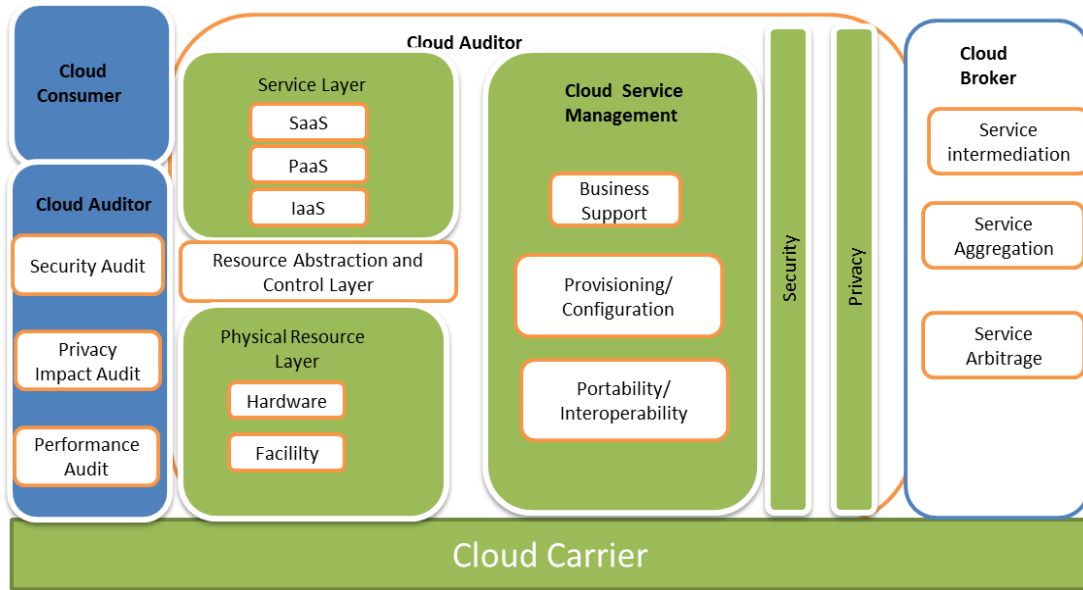 Cloud
Consumer
Cloud Auditor
Security Audit
Privacy
Impact Audit
Performance
Audit
Cloud Auditor
Service Layer
SaaS
PaaS
IaaS
Resource Abstraction and
Control Layer
Physical Resource
Layer
Hardware
Facililty
Cloud Service
Management
Business
Support
Provisioning/
Configuration
Portability/
Interoperability
Security
Privacy
Cloud
Broker
Service
intermediation
Service
Aggregation
Service
Arbitrage
Cloud Carrier